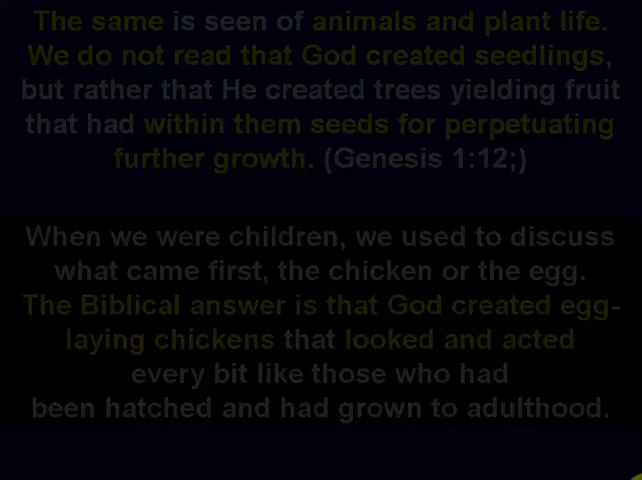 The same is seen of animals and plant life.
We do not read that God created seedlings,
but rather that He created trees yielding fruit
that had within them seeds for perpetuating
further growth. (Genesis 1:12;)
When we were children, we used to discuss
what came first, the chicken or the egg.
The Biblical answer is that God created egg-
laying chickens that looked and acted
every bit like those who had
been hatched and had grown to adulthood.